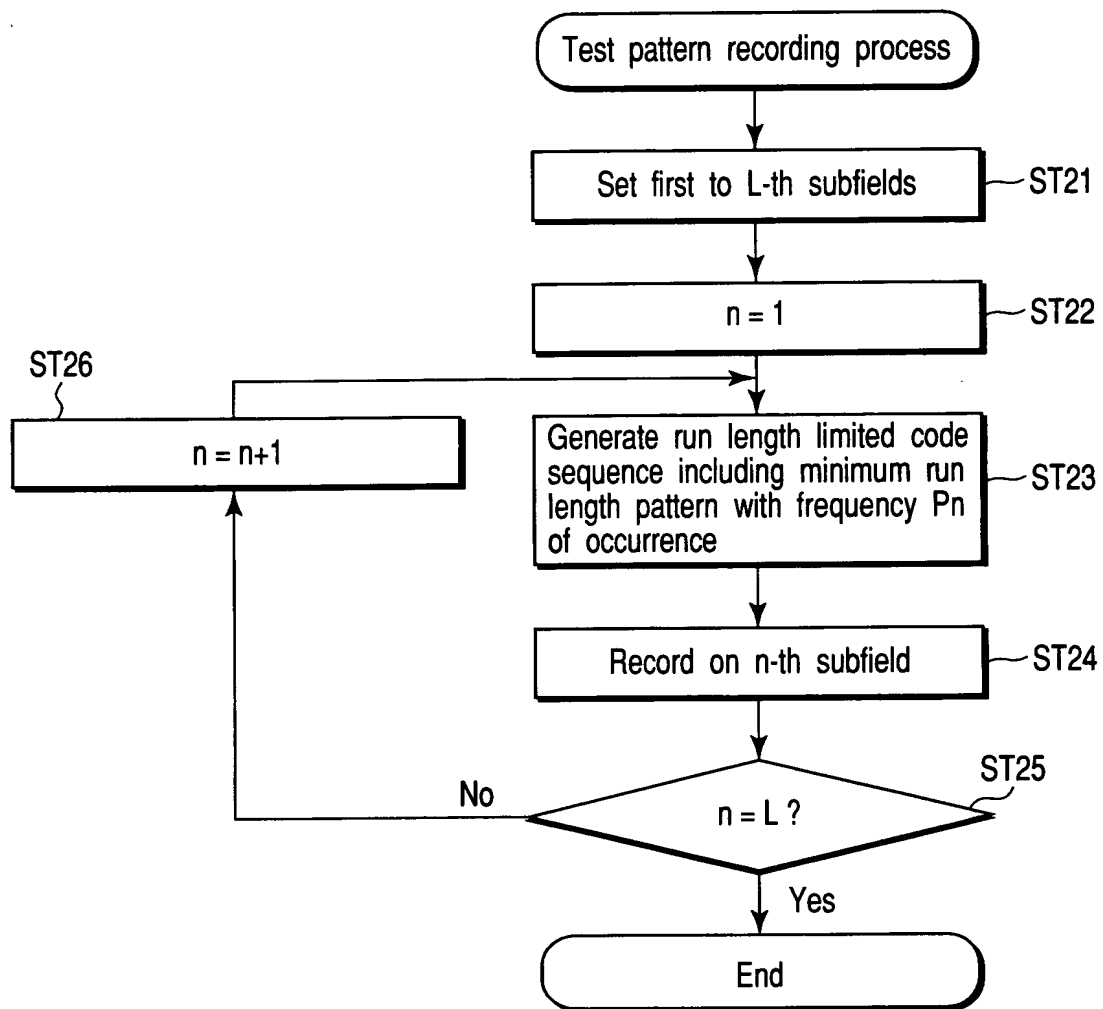 Test pattern recording process
Set first to L-th subfields
ST21
n = 1
ST22
ST26
n = n+1
Generate run length limited code
sequence including minimum run
length pattern with frequency Pn
of occurrence
ST23
Record on n-th subfield
ST24
ST25
n = L ?
No
Yes
End